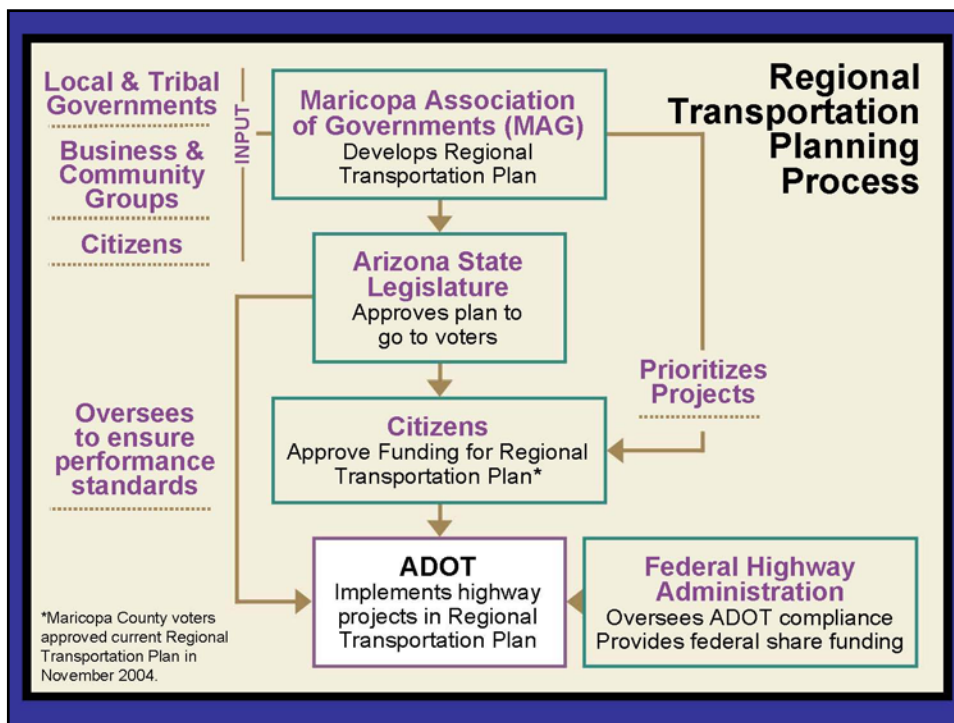 Regional
Transportation
Planning
Process
Local & Tribal
Governments
Business &
Community
Groups
Citizens
INPUT
Maricopa Association
of Governments (MAG)
Develops Regional
Transportation Plan
Arizona State
Legislature
Approves plan to
go to voters
Prioritizes
Projects
Oversees
to ensure
performance
standards
Citizens
Approve Funding for Regional
Transportation Plan*
ADOT
Implements highway
projects in Regional
Transportation Plan
Federal Highway
Administration
Oversees ADOT compliance
Provides federal share funding
*Maricopa County voters
approved current Regional
Transportation Plan in
November 2004.